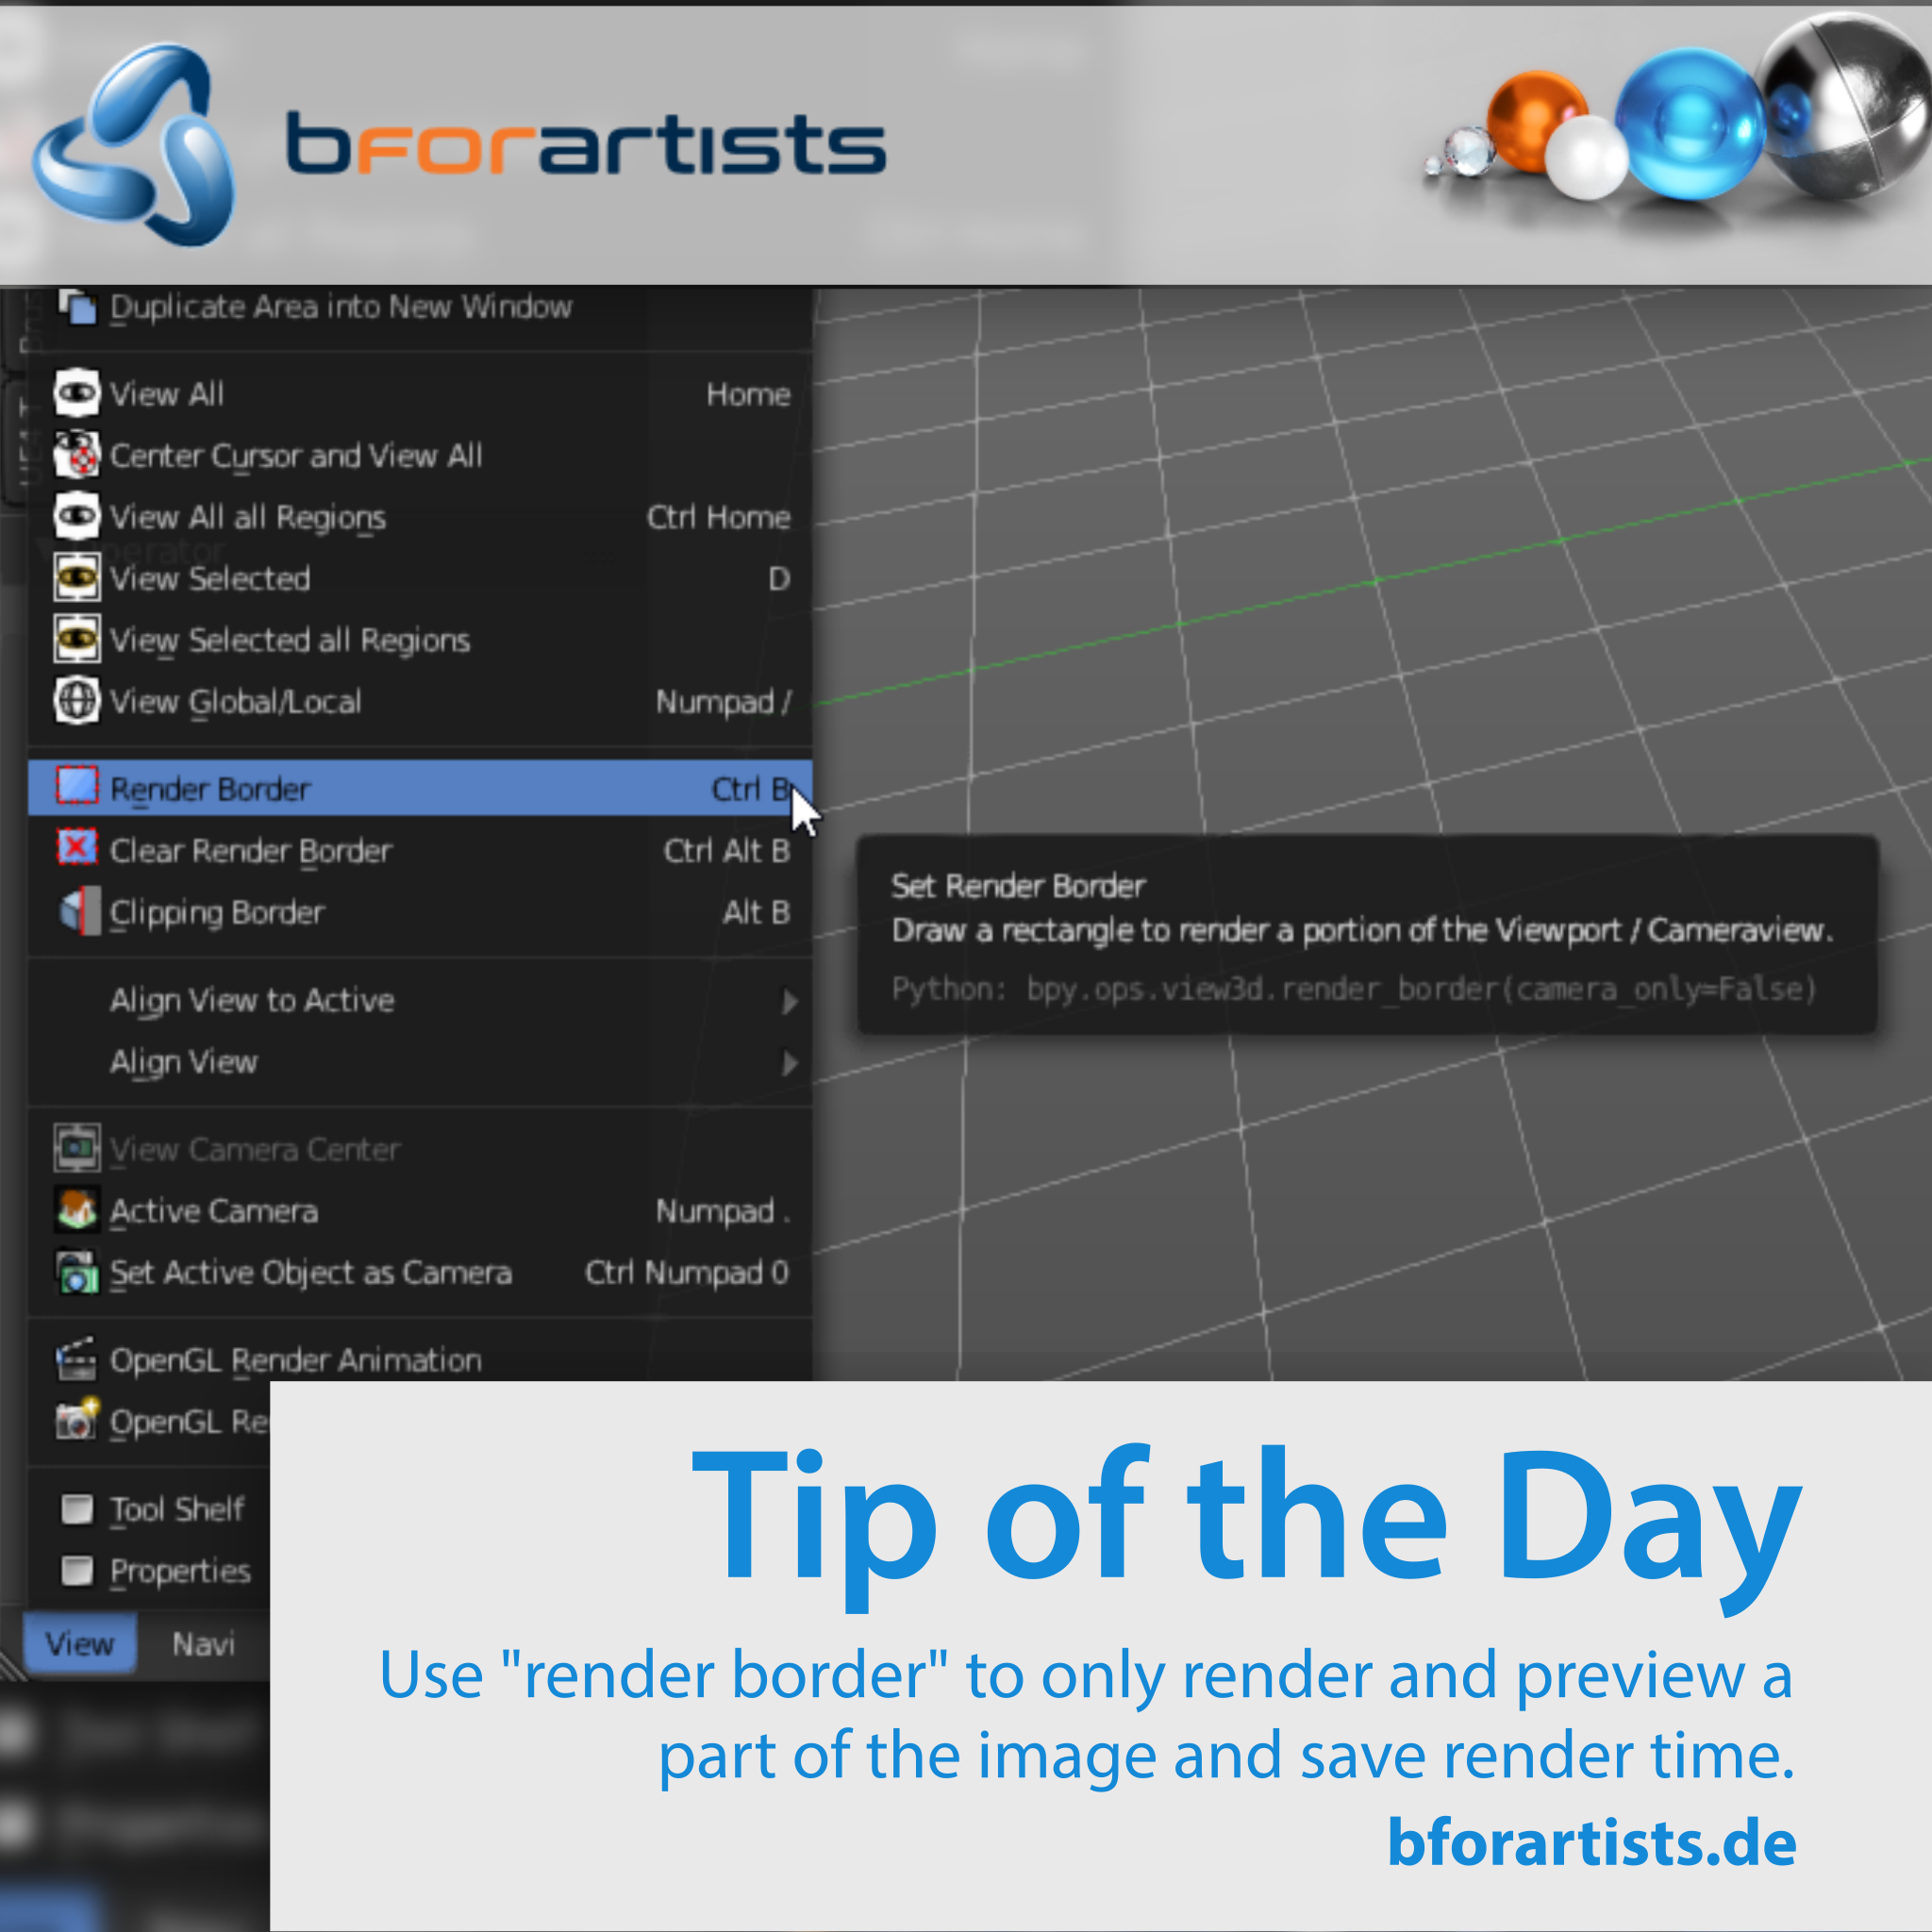 bforartists
Duplicate Area into New Window
View All Home
Center Cursor and View All
View All all Regions Ctrl Home
View Selected D
View Selected all Regions
View Global/Local Numpad /
Render Border Ctrl B
Clear Render Border Ctrl Alt B
Clipping Border Alt B
Set Render Border
Draw a rectangle to render a portion of the Viewport / Cameraview.
Python: bpy.ops.view3d.render_border(camera_only=False)
Align View to Active
Align View
View Camera Center
Active Camera Numpad .
Set Active Object as Camera Ctrl Numpad 0
OpenGL Render Animation
OpenGL Re
Tool Shelf
Properties
View Navi
Tip of the Day
Use "render border" to only render and preview a
part of the image and save render time.
bforartists.de